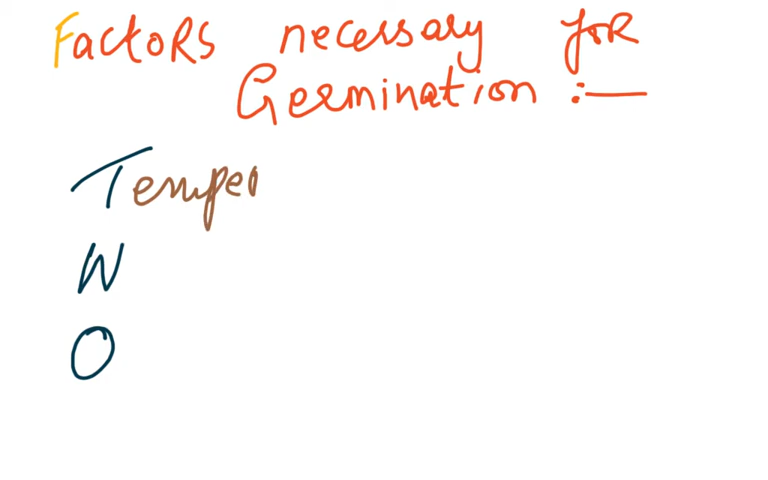 Factors necessary for
Germination :—
Temper
W
O